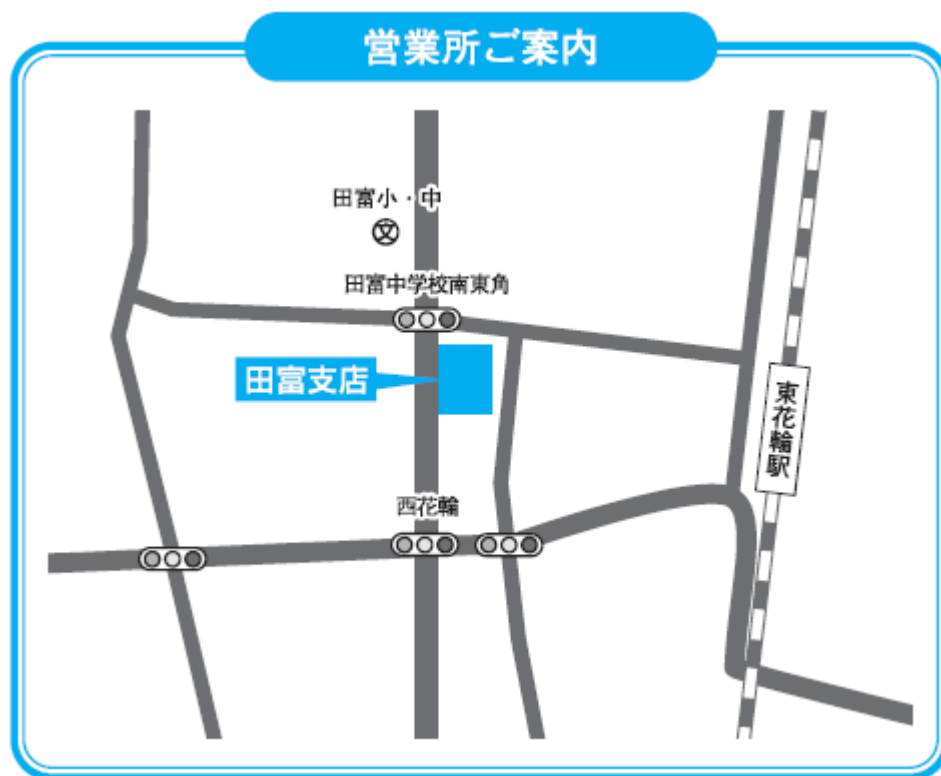 営業所ご案内
田富小・中
文
田富中学校南東角
田富支店
東花輪駅
西花輪